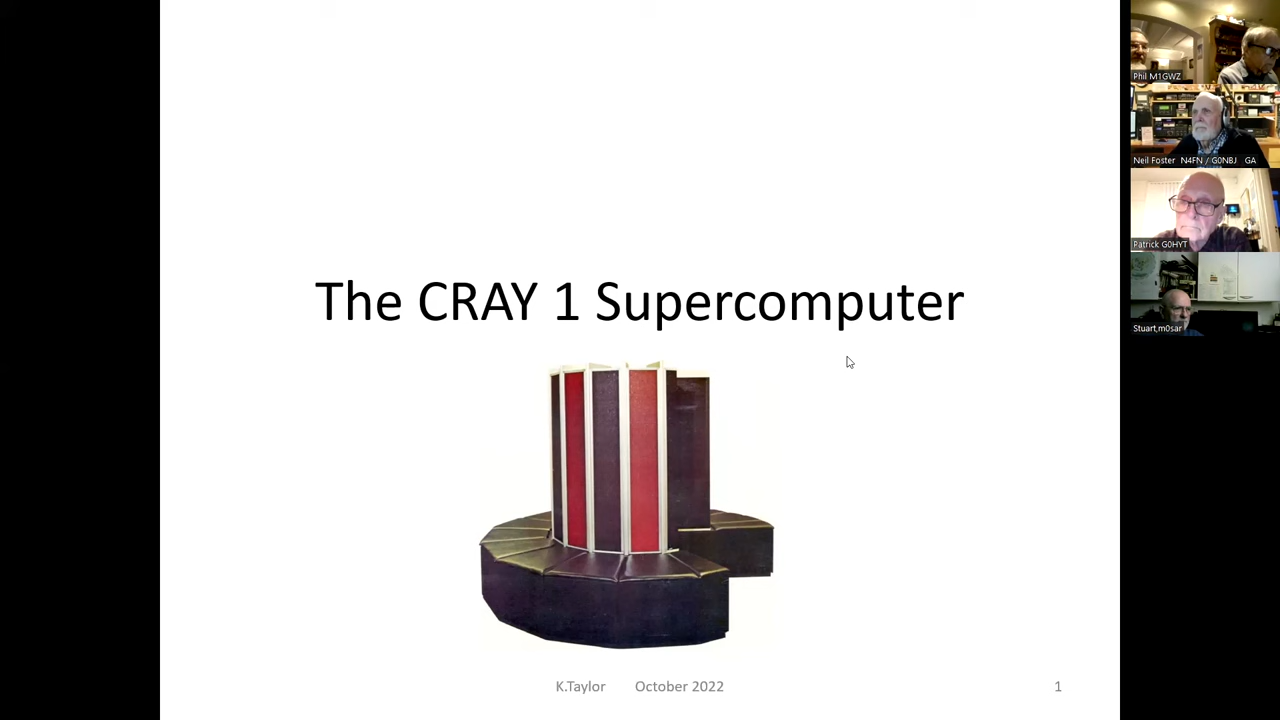 The CRAY 1 Supercomputer
K.Taylor October 2022
1
Phil M1GWZ
Neil Foster N4FN / G0NBJ GA
Patrick G0HYT
Stuart,m0sar